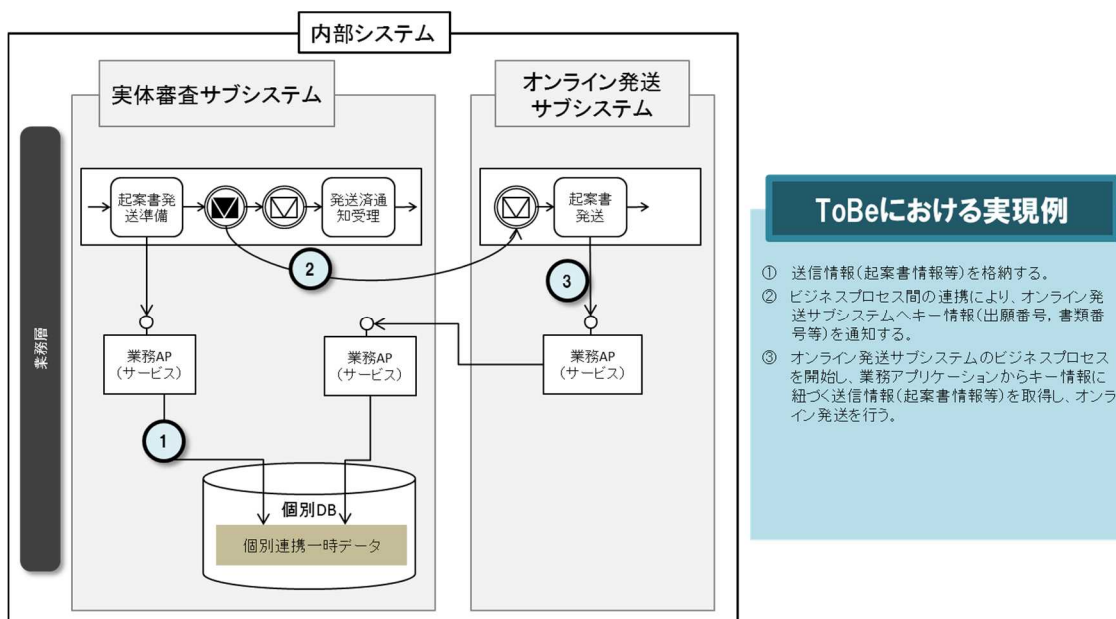 内部システム
実体審査サブシステム
オンライン発送
サブシステム
業務層
起案書発
送準備
発送済通
知受理
起案書
発送
②
③
業務AP
(サービス)
業務AP
(サービス)
業務AP
(サービス)
①
個別DB
個別連携一時データ
ToBeにおける実現例
① 送信情報(起案書情報等)を格納する。
② ビジネスプロセス間の連携により、オンライン発
送サブシステムへキー情報(出願番号, 書類番
号等)を通知する。
③ オンライン発送サブシステムのビジネスプロセス
を開始し、業務アプリケーションからキー情報に
紐づく送信情報(起案書情報等)を取得し、オンラ
イン発送を行う。